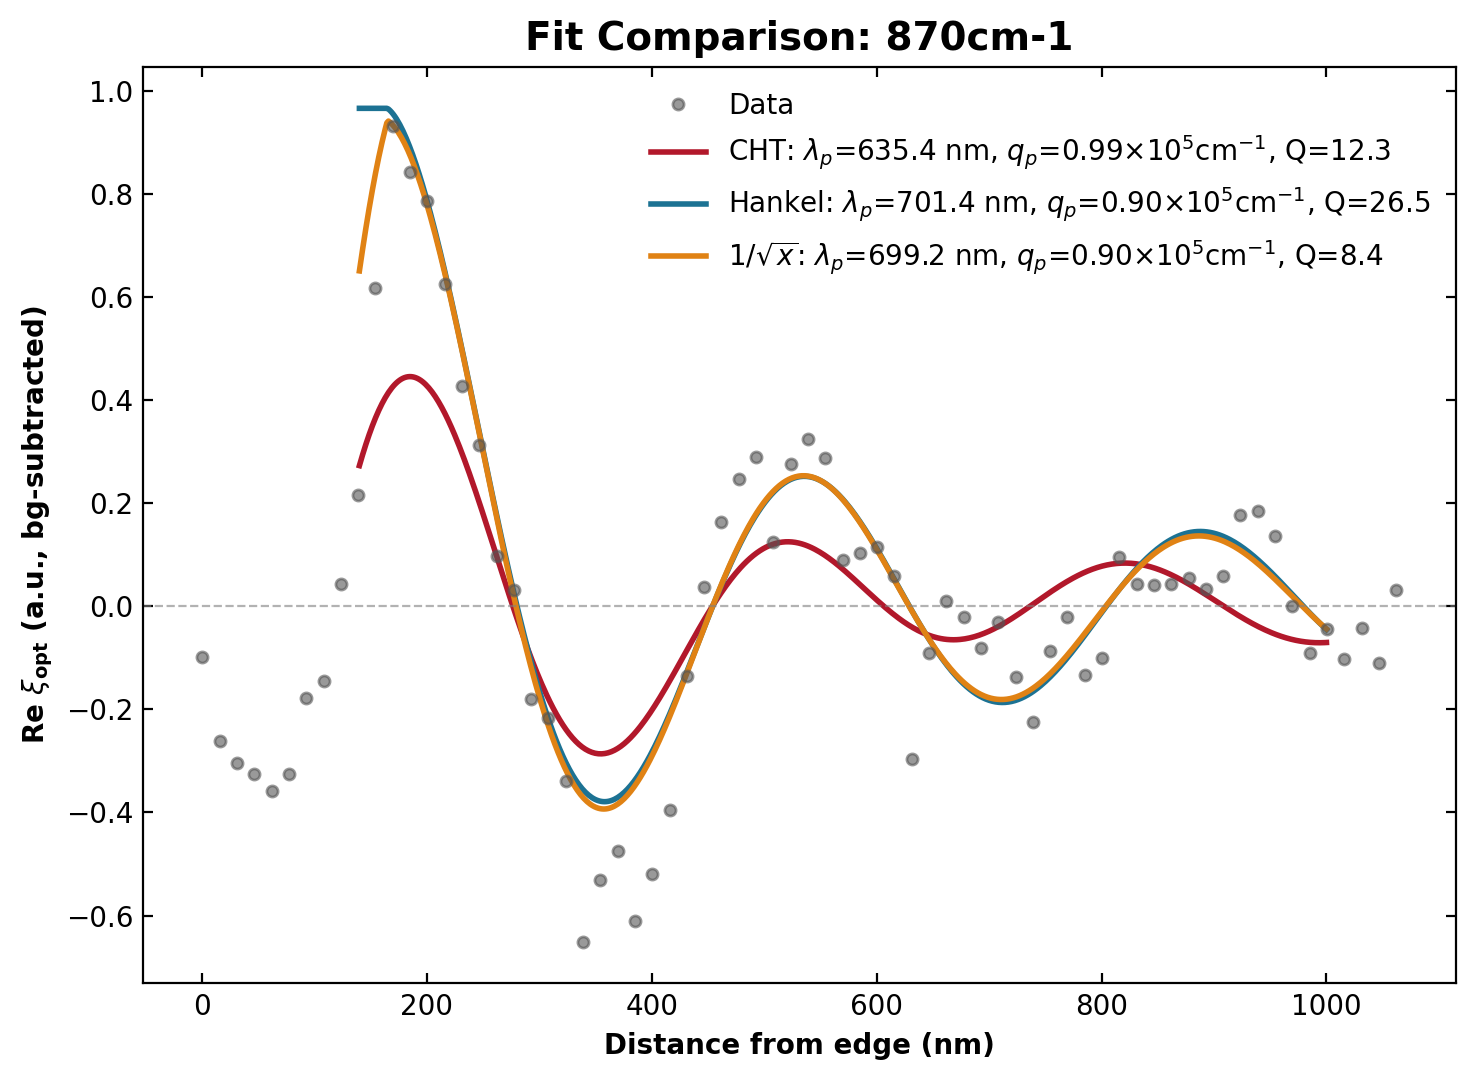 Fit Comparison: 870cm-1
Data
CHT: λₚ=635.4 nm, qₚ=0.99×10⁵cm⁻¹, Q=12.3
Hankel: λₚ=701.4 nm, qₚ=0.90×10⁵cm⁻¹, Q=26.5
1/√x: λₚ=699.2 nm, qₚ=0.90×10⁵cm⁻¹, Q=8.4
Re ξopt (a.u., bg-subtracted)
1.0
0.8
0.6
0.4
0.2
0.0
−0.2
−0.4
−0.6
0 200 400 600 800 1000
Distance from edge (nm)